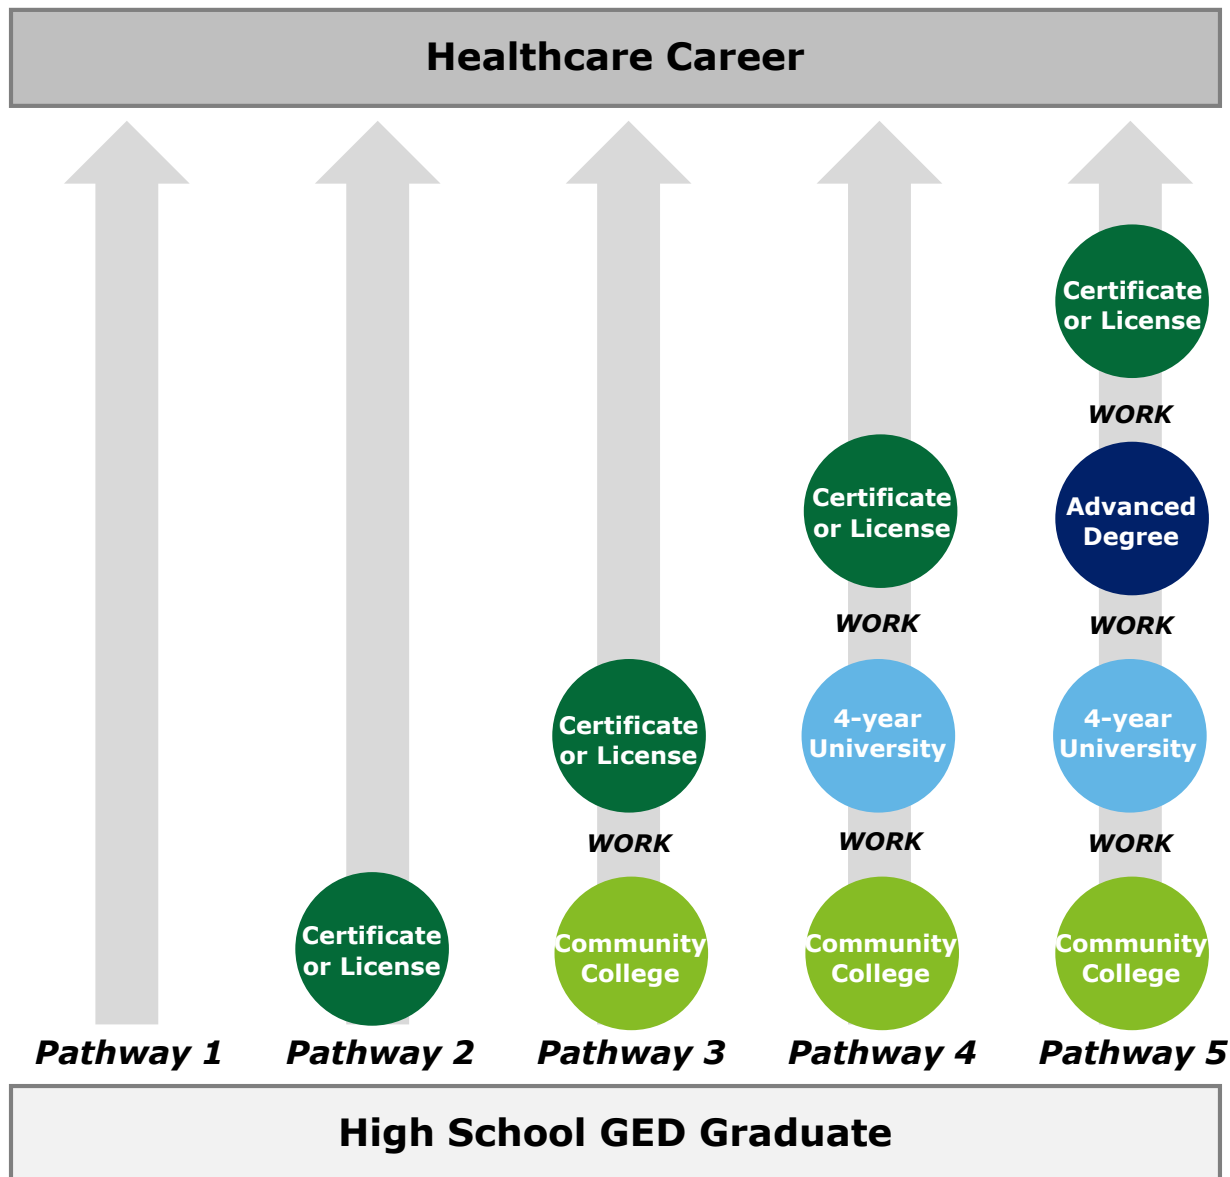 Healthcare Career
Certificate
or License
WORK
Certificate
or License
Advanced
Degree
WORK
WORK
Certificate
or License
4-year
University
4-year
University
WORK
WORK
WORK
Certificate
or License
Community
College
Community
College
Community
College
Pathway 1
Pathway 2
Pathway 3
Pathway 4
Pathway 5
High School GED Graduate